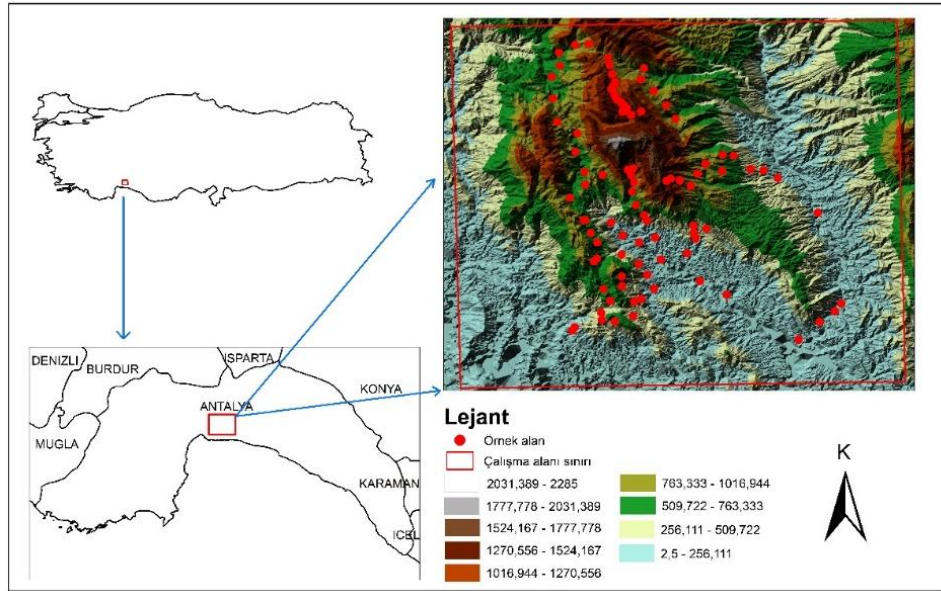 DENIZLI
BURDUR
ISPARTA
KONYA
ANTALYA
MUGLA
KARAMAN
ICEL
Lejant
Örnek alan
Çalışma alanı sınırı
2031,389 - 2285
1777,778 - 2031,389
1524,167 - 1777,778
1270,556 - 1524,167
1016,944 - 1270,556
763,333 - 1016,944
509,722 - 763,333
256,111 - 509,722
2,5 - 256,111
K